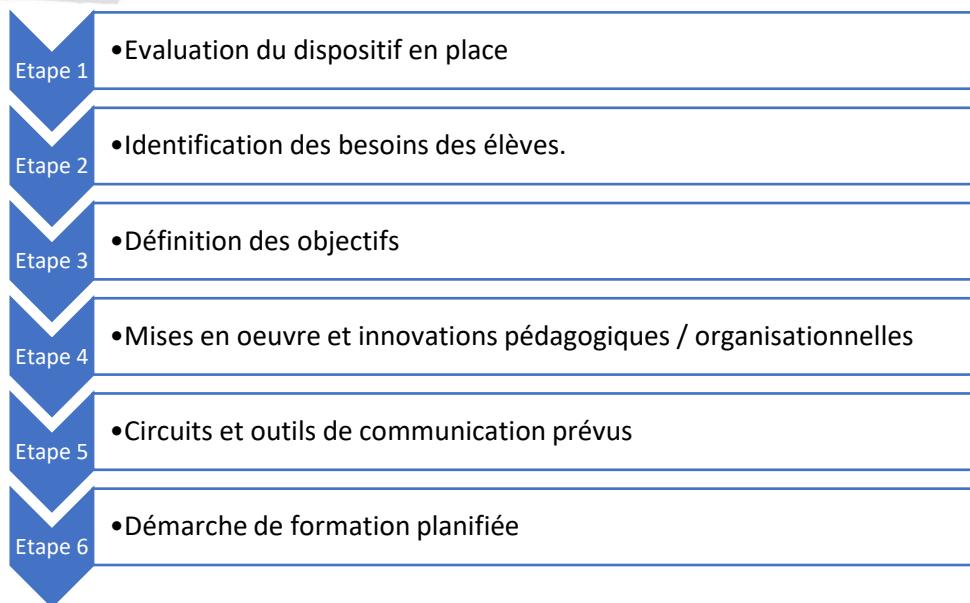 Etape 1
•Evaluation du dispositif en place
Etape 2
•Identification des besoins des élèves.
Etape 3
•Définition des objectifs
Etape 4
•Mises en oeuvre et innovations pédagogiques / organisationnelles
Etape 5
•Circuits et outils de communication prévus
Etape 6
•Démarche de formation planifiée